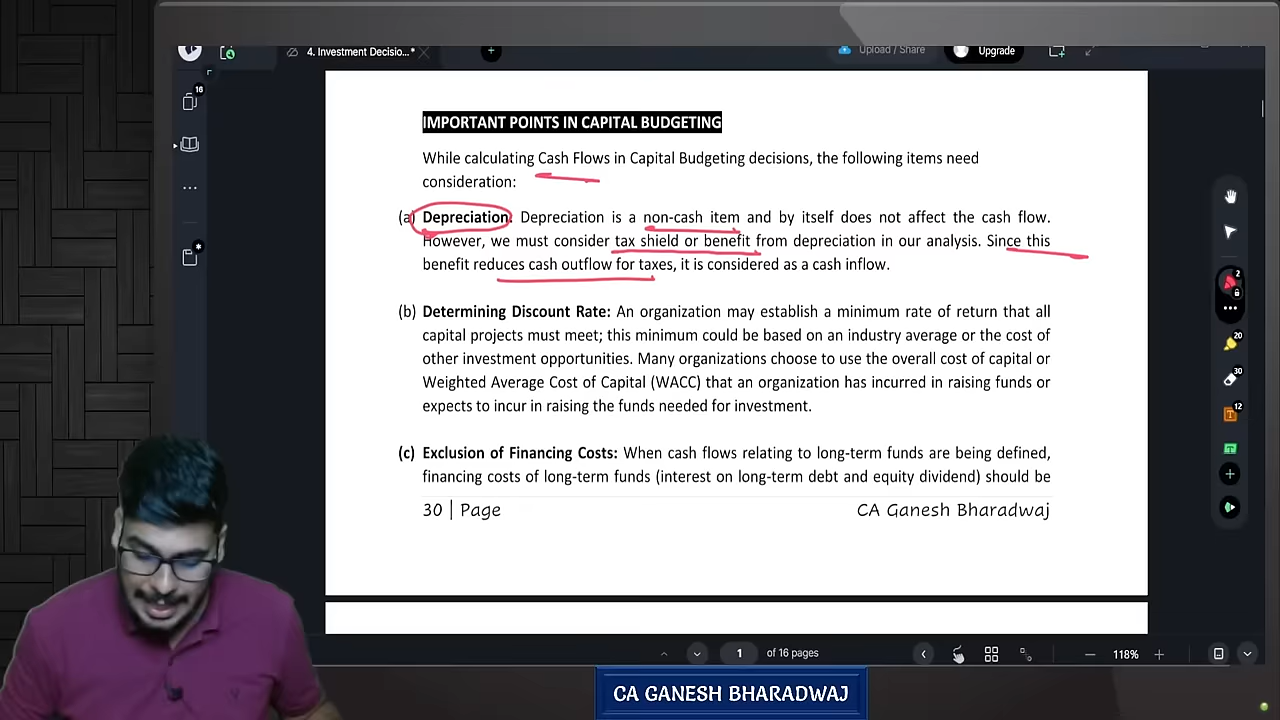 4. Investment Decisio...*
Upload / Share
Upgrade
16
IMPORTANT POINTS IN CAPITAL BUDGETING
While calculating Cash Flows in Capital Budgeting decisions, the following items need
consideration:
(a) Depreciation: Depreciation is a non-cash item and by itself does not affect the cash flow.
However, we must consider tax shield or benefit from depreciation in our analysis. Since this
benefit reduces cash outflow for taxes, it is considered as a cash inflow.
(b) Determining Discount Rate: An organization may establish a minimum rate of return that all
capital projects must meet; this minimum could be based on an industry average or the cost of
other investment opportunities. Many organizations choose to use the overall cost of capital or
Weighted Average Cost of Capital (WACC) that an organization has incurred in raising funds or
expects to incur in raising the funds needed for investment.
(c) Exclusion of Financing Costs: When cash flows relating to long-term funds are being defined,
financing costs of long-term funds (interest on long-term debt and equity dividend) should be
30 | Page
CA Ganesh Bharadwaj
2
20
30
12
1 of 16 pages
118%
CA GANESH BHARADWAJ